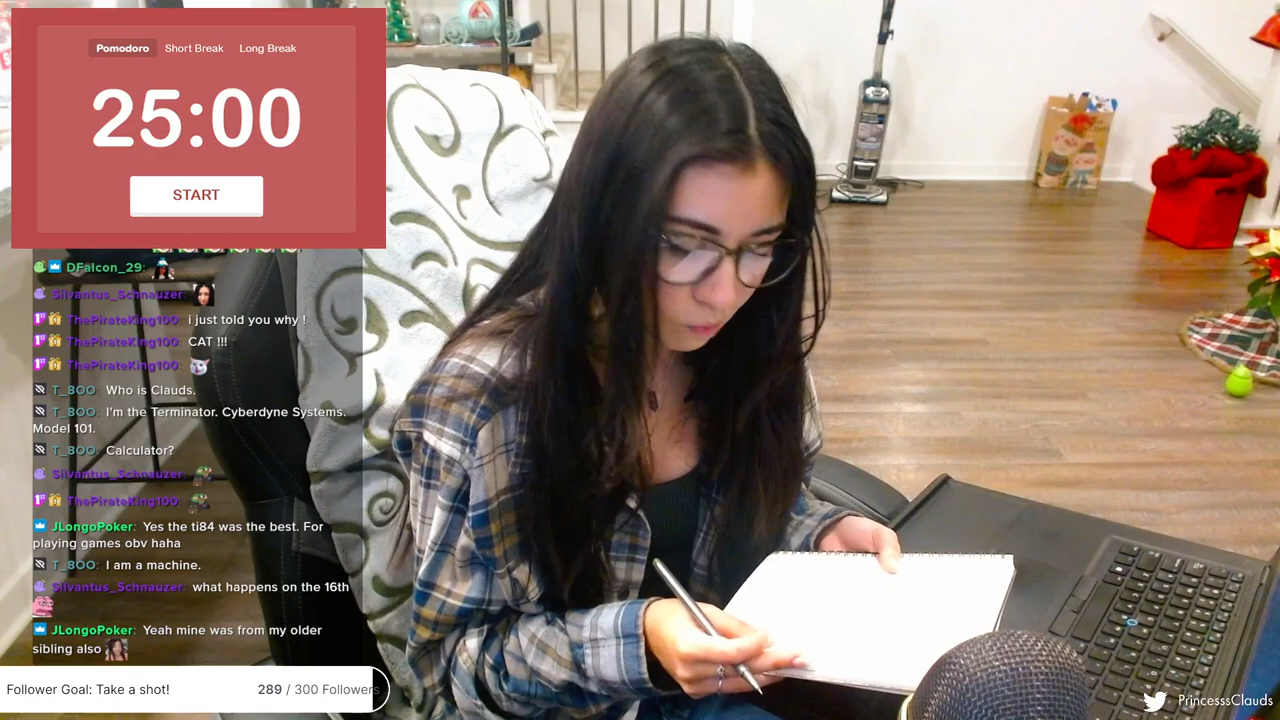 Pomodoro Short Break Long Break
25:00
START
DFalcon_29:
Silvantus_Schnauzer:
ThePirateKing100: i just told you why !
ThePirateKing100: CAT !!!
ThePirateKing100:
T_800: Who is Clauds.
T_800: I'm the Terminator. Cyberdyne Systems.
Model 101.
T_800: Calculator?
Silvantus_Schnauzer:
ThePirateKing100:
JLongoPoker: Yes the ti84 was the best. For
playing games obv haha
T_800: I am a machine.
Silvantus_Schnauzer: what happens on the 16th
JLongoPoker: Yeah mine was from my older
sibling also
Follower Goal: Take a shot! 289 / 300 Followers
PrincesssClauds